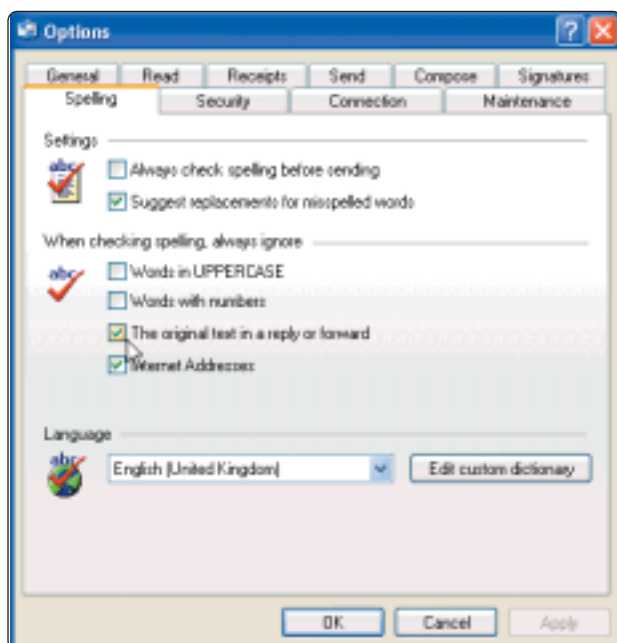 Options
General Read Receipts Send Compose Signatures
Spelling Security Connection Maintenance
Settings
Always check spelling before sending
Suggest replacements for misspelled words
When checking spelling, always ignore
Words in UPPERCASE
Words with numbers
The original text in a reply or forward
Internet Addresses
Language
English (United Kingdom)
Edit custom dictionary
OK Cancel Apply